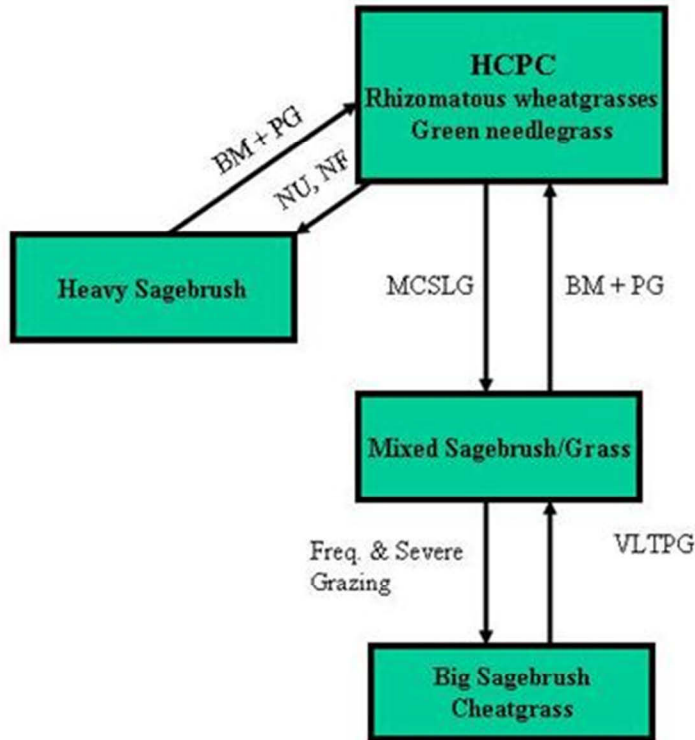 HCPC
Rhizomatous wheatgrasses
Green needlegrass
BM + PG
NU, NF
Heavy Sagebrush
MCSLG
BM + PG
Mixed Sagebrush/Grass
Freq. & Severe
Grazing
VLTPG
Big Sagebrush
Cheatgrass